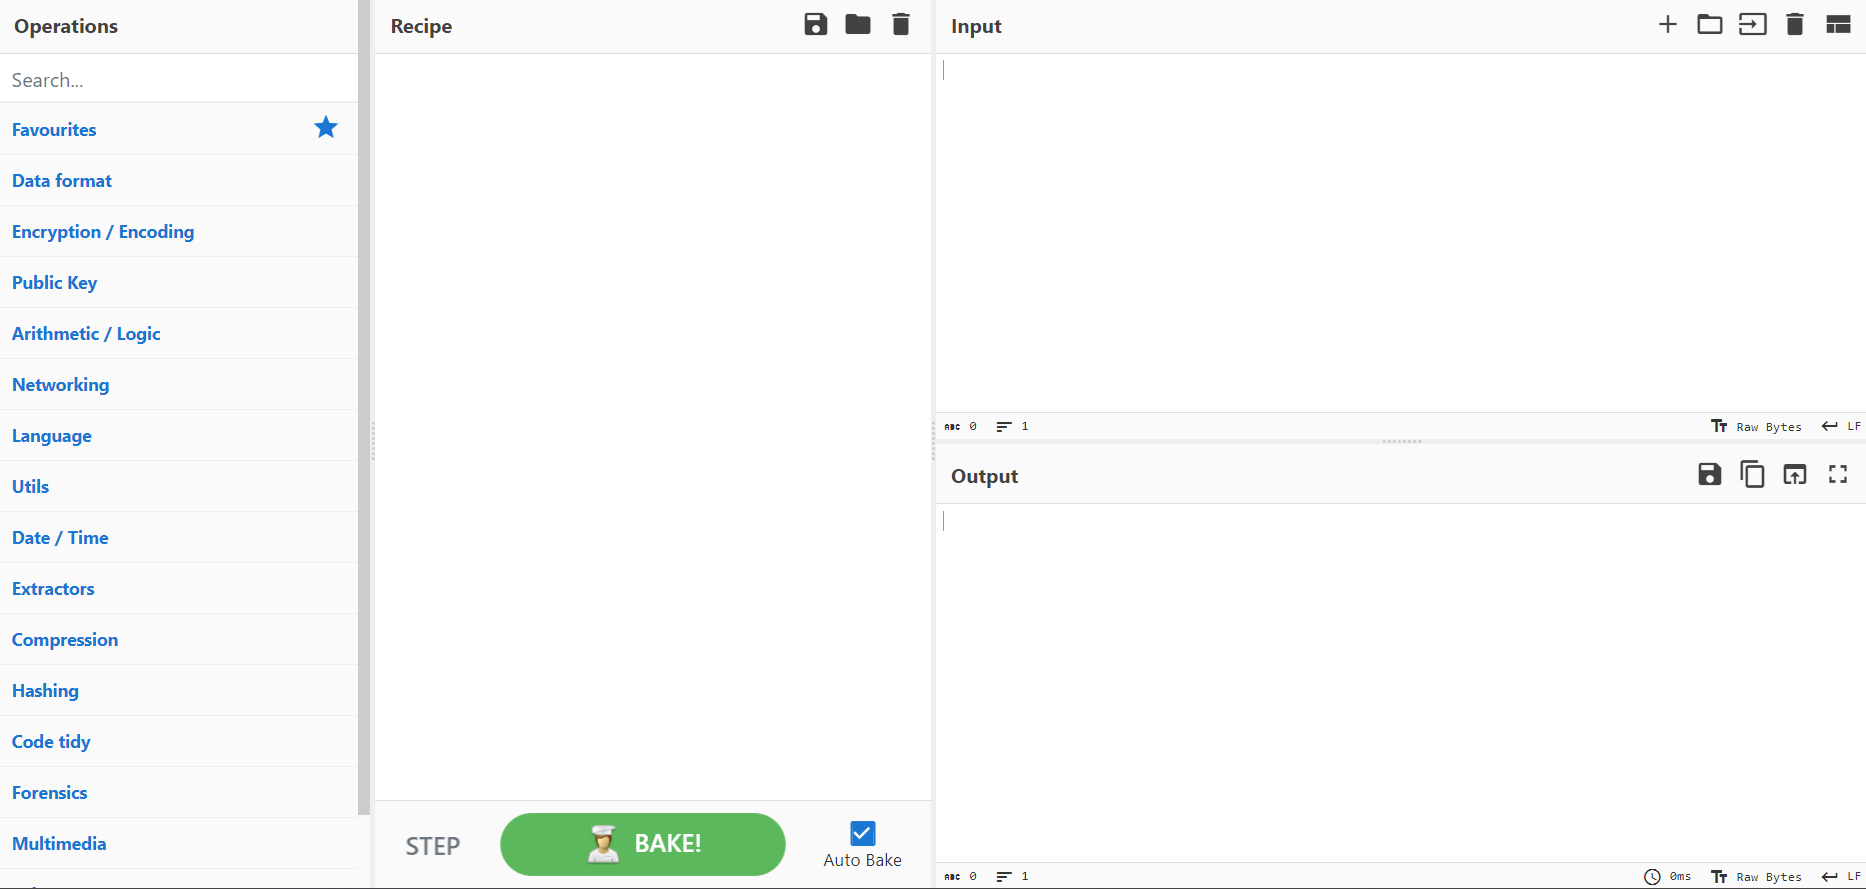 Operations
Search...
Favourites
Data format
Encryption / Encoding
Public Key
Arithmetic / Logic
Networking
Language
Utils
Date / Time
Extractors
Compression
Hashing
Code tidy
Forensics
Multimedia
Recipe
STEP
BAKE!
Auto Bake
Input
ABC 0 1 Tт Raw Bytes LF
Output
ABC 0 1 0ms Tт Raw Bytes LF